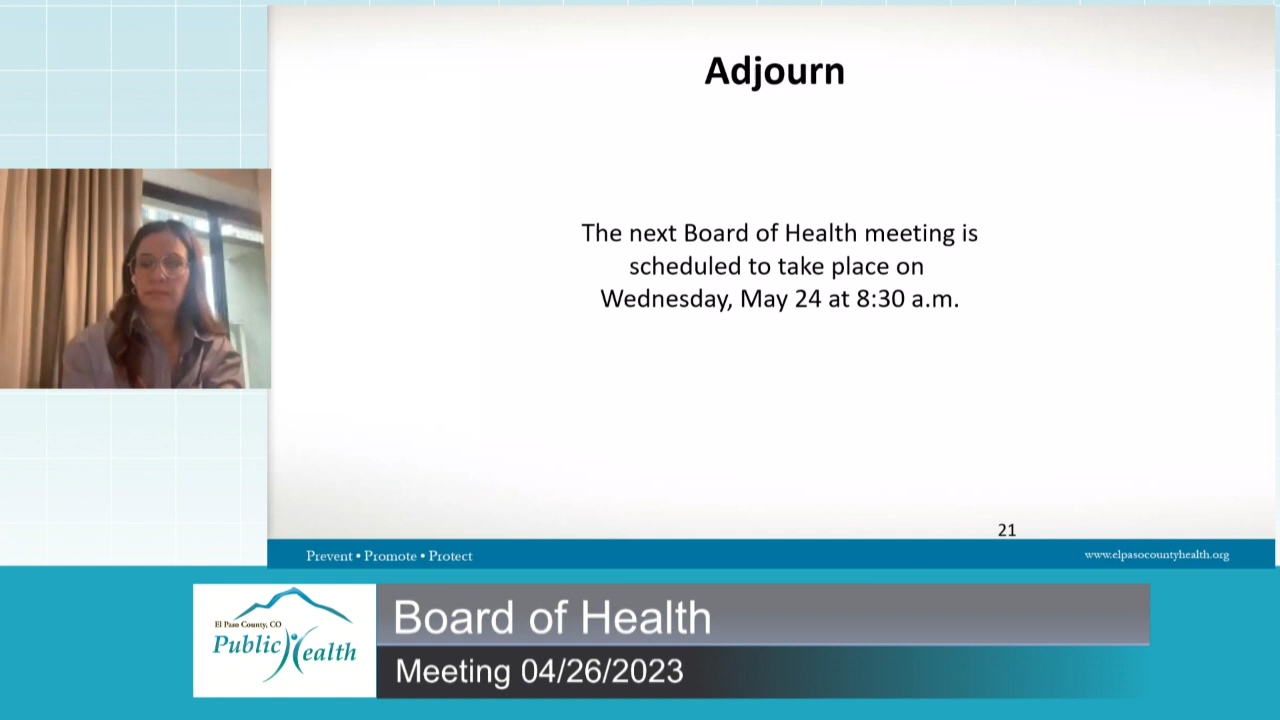 Adjourn
The next Board of Health meeting is
scheduled to take place on
Wednesday, May 24 at 8:30 a.m.
21
Prevent • Promote • Protect
www.elpasocountyhealth.org
El Paso County, CO
Public Health
Board of Health
Meeting 04/26/2023